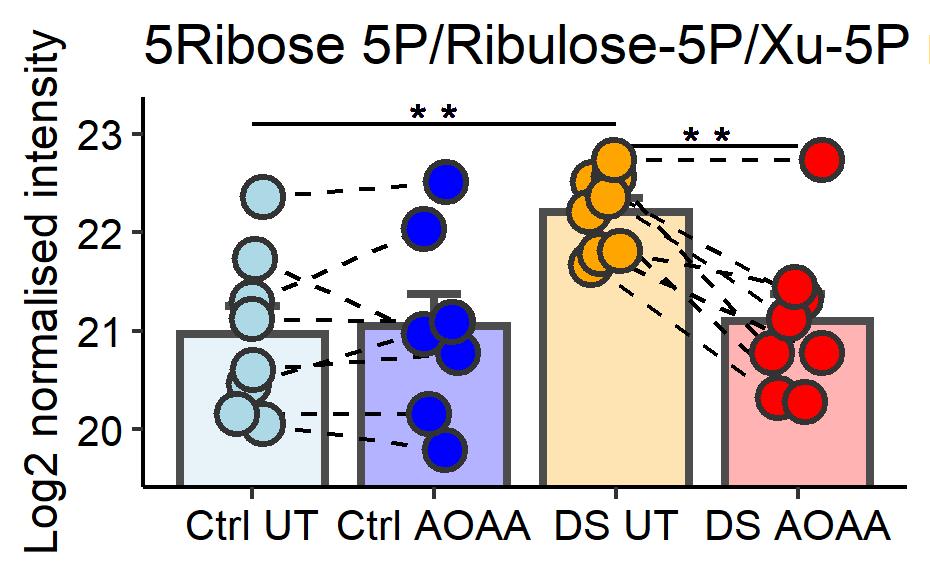 5Ribose 5P/Ribulose-5P/Xu-5P
Log2 normalised intensity
23
22
21
20
* *
* *
Ctrl UT Ctrl AOAA DS UT DS AOAA